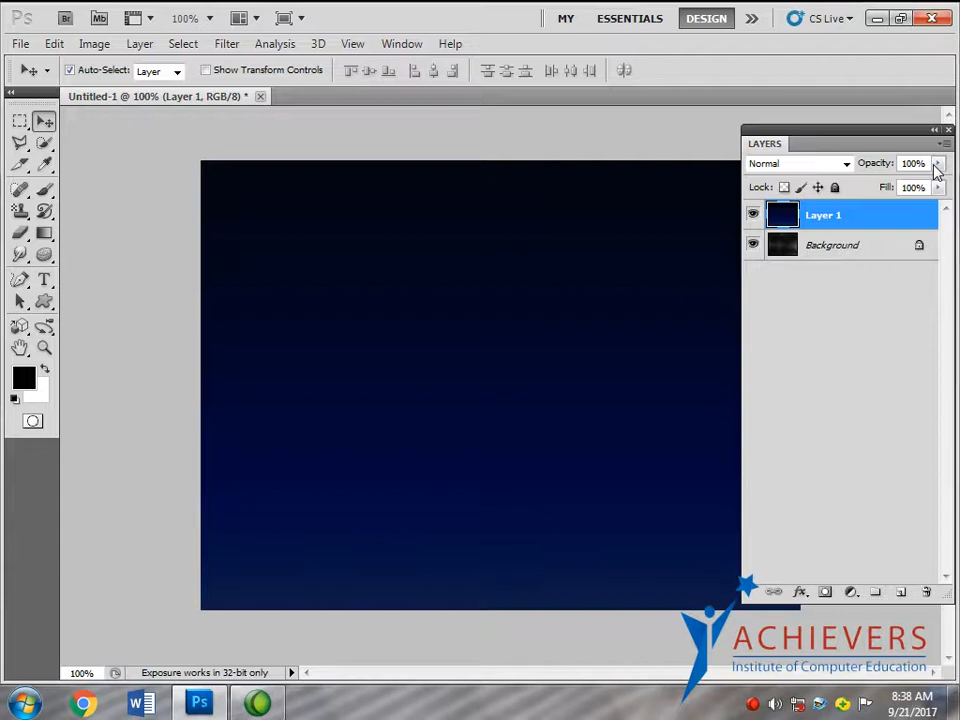 Ps Br Mb 100% MY ESSENTIALS DESIGN CS Live
File Edit Image Layer Select Filter Analysis 3D View Window Help
Auto-Select: Layer Show Transform Controls
Untitled-1 @ 100% (Layer 1, RGB/8) *
LAYERS
Normal Opacity: 100%
Lock: Fill: 100%
Layer 1
Background
T
fx
100% Exposure works in 32-bit only
ACHIEVERS
Institute of Computer Education
W Ps
8:38 AM
9/21/2017